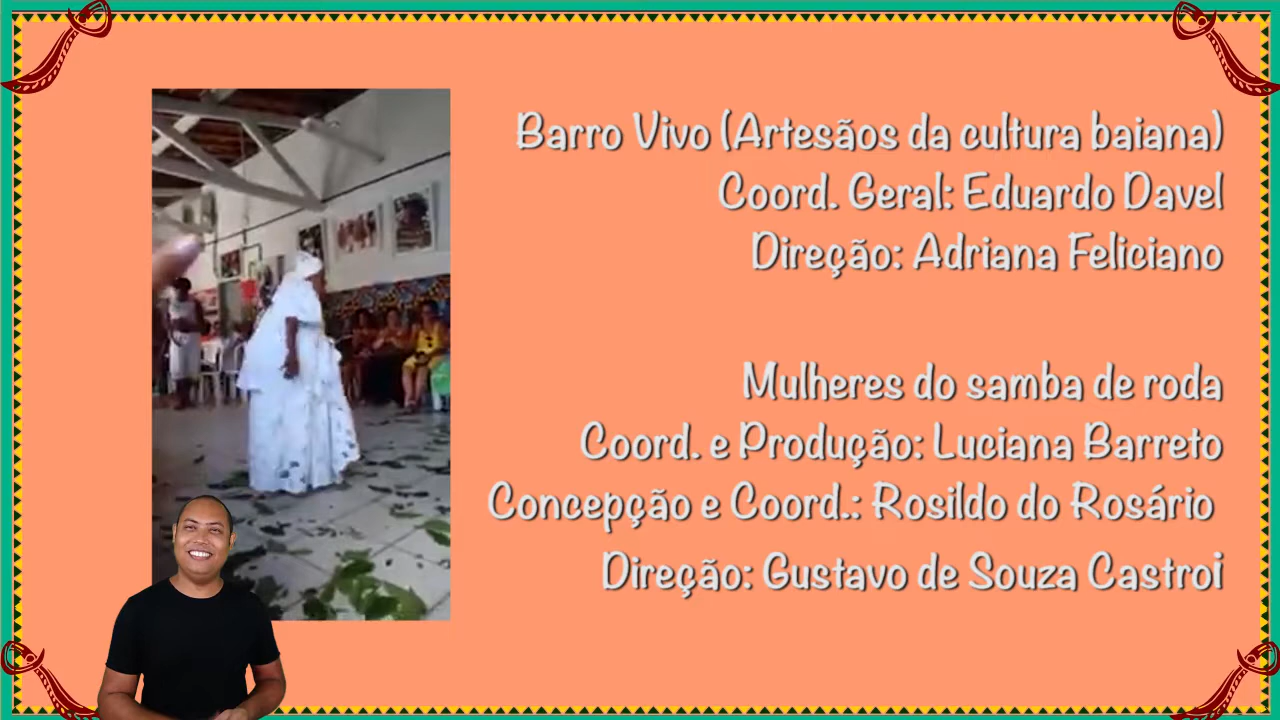 Barro Vivo (Artesãos da cultura baiana)
Coord. Geral: Eduardo Davel
Direção: Adriana Feliciano
Mulheres do samba de roda
Coord. e Produção: Luciana Barreto
Concepção e Coord.: Rosildo do Rosário
Direção: Gustavo de Souza Castroi